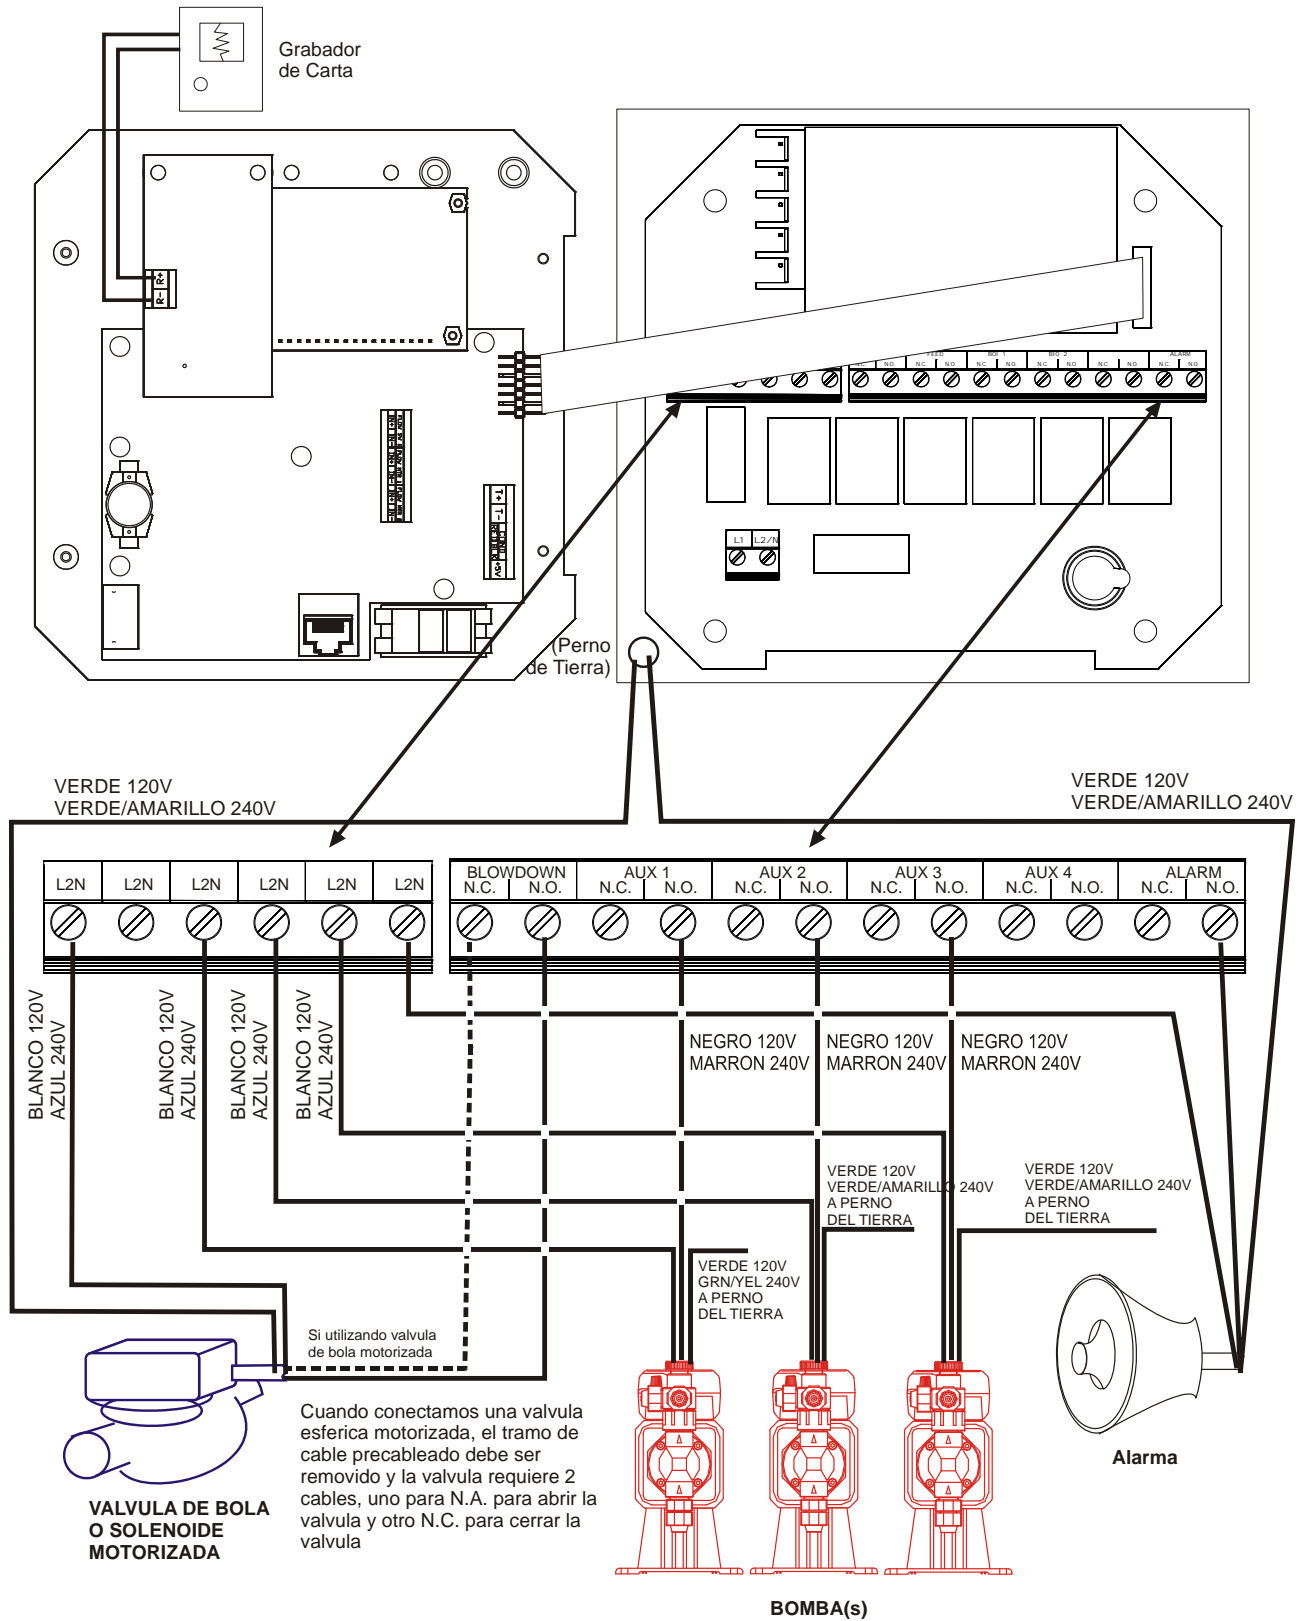 Grabador
de Carta
R+
R-
FEED
BIO 2
ALARM
N.C. N.O. N.C. N.O. N.C. N.O. N.C. N.O. N.C. N.O. N.C. N.O.
T+
T-
COND
+5V
L1 L2/N
(Perno
de Tierra)
VERDE 120V
VERDE/AMARILLO 240V
VERDE 120V
VERDE/AMARILLO 240V
L2N L2N L2N L2N L2N L2N
BLOWDOWN AUX 1 AUX 2 AUX 3 AUX 4 ALARM
N.C. N.O. N.C. N.O. N.C. N.O. N.C. N.O. N.C. N.O. N.C. N.O.
BLANCO 120V
AZUL 240V
BLANCO 120V
AZUL 240V
BLANCO 120V
AZUL 240V
BLANCO 120V
AZUL 240V
NEGRO 120V
MARRON 240V
NEGRO 120V
MARRON 240V
NEGRO 120V
MARRON 240V
VERDE 120V
VERDE/AMARILLO 240V
A PERNO
DEL TIERRA
VERDE 120V
VERDE/AMARILLO 240V
A PERNO
DEL TIERRA
VERDE 120V
GRN/YEL 240V
A PERNO
DEL TIERRA
Si utilizando valvula
de bola motorizada
Cuando conectamos una valvula
esferica motorizada, el tramo de
cable precableado debe ser
removido y la valvula requiere 2
cables, uno para N.A. para abrir la
valvula y otro N.C. para cerrar la
valvula
VALVULA DE BOLA
O SOLENOIDE
MOTORIZADA
Alarma
BOMBA(s)